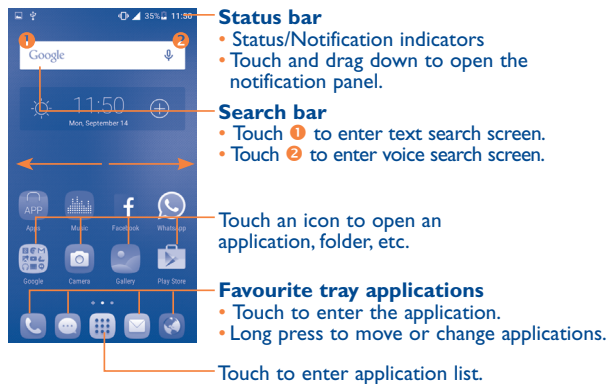 35% 11:50
Google
11:50
Mon, September 14
APP
Apps
Music
Facebook
WhatsApp
Google
Camera
Gallery
Play Store
Status bar
• Status/Notification indicators
• Touch and drag down to open the
notification panel.
Search bar
• Touch ❶ to enter text search screen.
• Touch ❷ to enter voice search screen.
Touch an icon to open an
application, folder, etc.
Favourite tray applications
• Touch to enter the application.
• Long press to move or change applications.
Touch to enter application list.